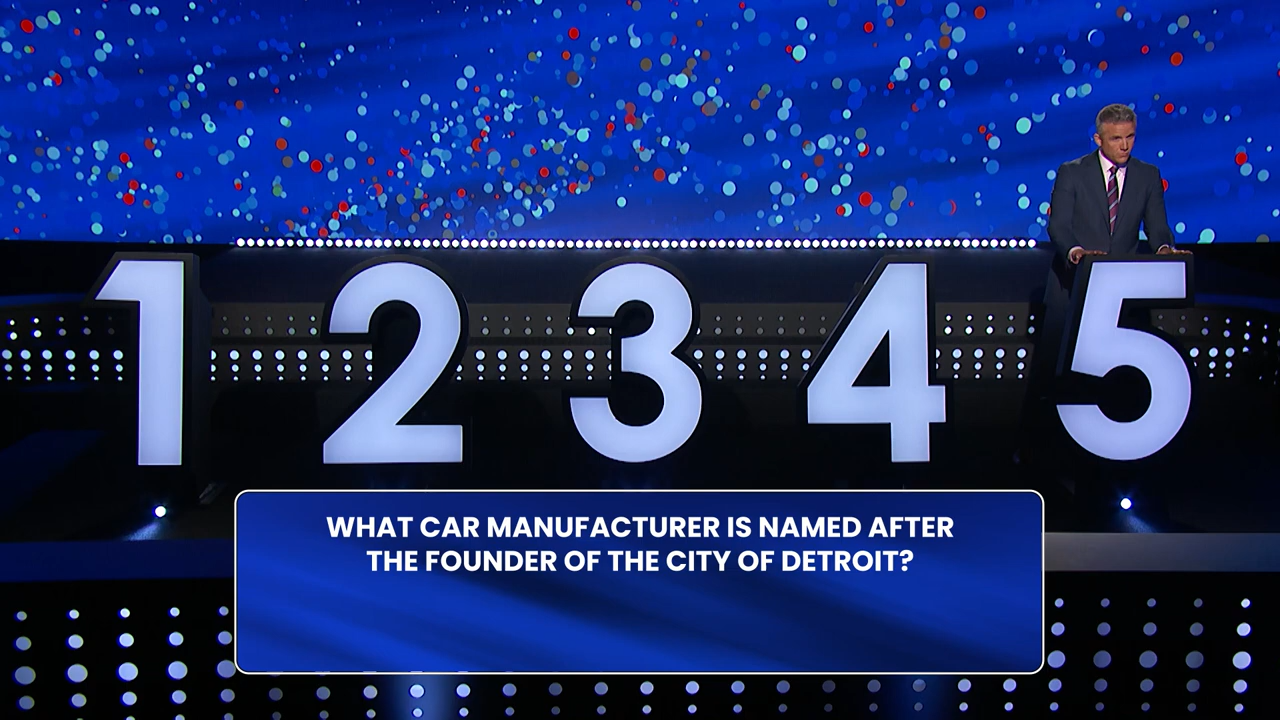 1 2 3 4 5
WHAT CAR MANUFACTURER IS NAMED AFTER
THE FOUNDER OF THE CITY OF DETROIT?